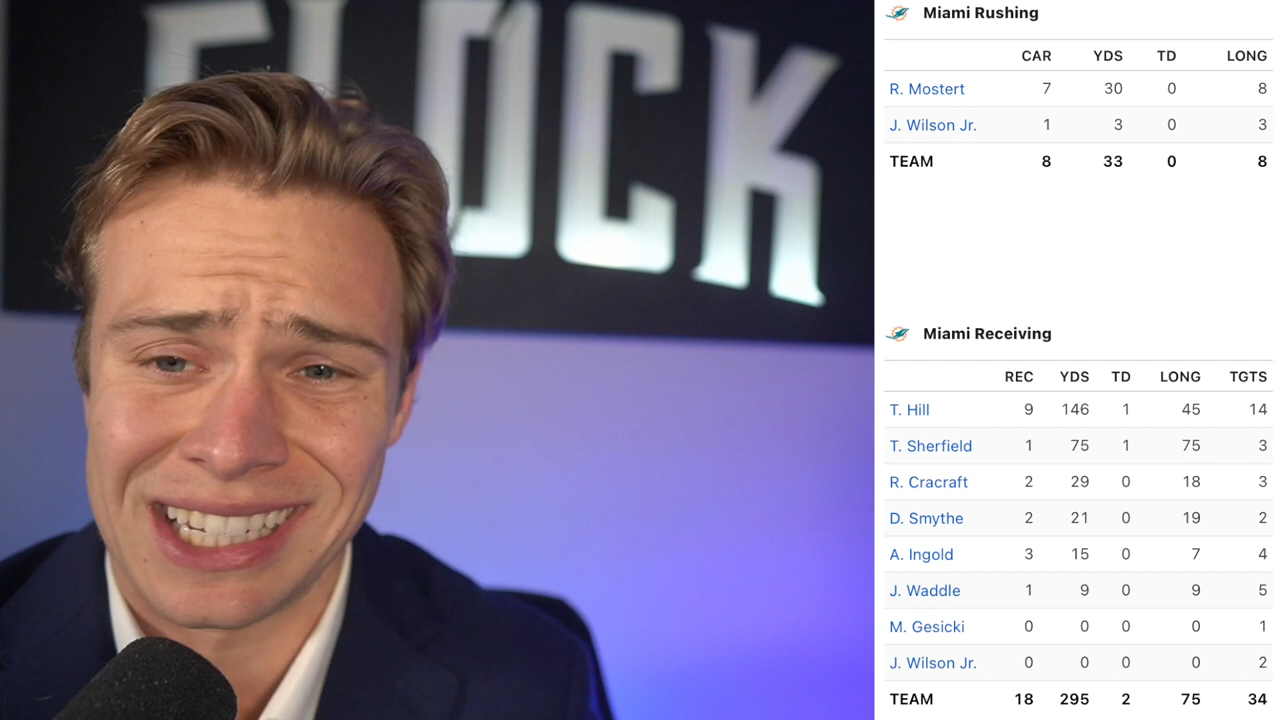 FLOCK
Miami Rushing
CAR YDS TD LONG
R. Mostert 7 30 0 8
J. Wilson Jr. 1 3 0 3
TEAM 8 33 0 8
Miami Receiving
REC YDS TD LONG TGTS
T. Hill 9 146 1 45 14
T. Sherfield 1 75 1 75 3
R. Cracraft 2 29 0 18 3
D. Smythe 2 21 0 19 2
A. Ingold 3 15 0 7 4
J. Waddle 1 9 0 9 5
M. Gesicki 0 0 0 0 1
J. Wilson Jr. 0 0 0 0 2
TEAM 18 295 2 75 34